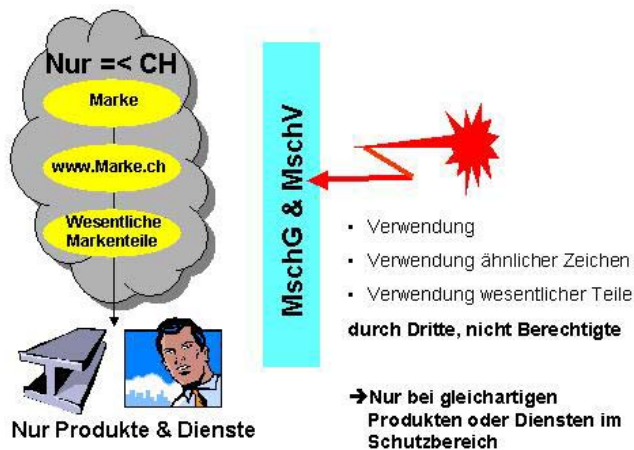 Nur =< CH
Marke
www.Marke.ch
Wesentliche
Markenteile
Nur Produkte & Dienste
MschG & MschV
• Verwendung
• Verwendung ähnlicher Zeichen
• Verwendung wesentlicher Teile
durch Dritte, nicht Berechtigte
➔Nur bei gleichartigen
Produkten oder Diensten im
Schutzbereich